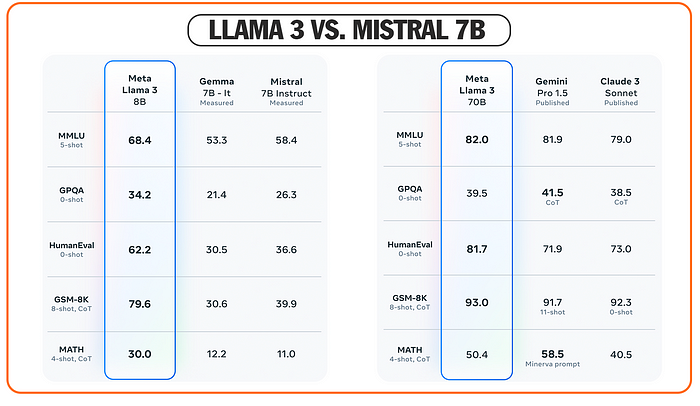 LLAMA 3 VS. MISTRAL 7B
Meta
Llama 3
8B
Gemma
7B - It
Measured
Mistral
7B Instruct
Measured
MMLU
5-shot
68.4
53.3
58.4
GPQA
0-shot
34.2
21.4
26.3
HumanEval
0-shot
62.2
30.5
36.6
GSM-8K
8-shot, CoT
79.6
30.6
39.9
MATH
4-shot, CoT
30.0
12.2
11.0
Meta
Llama 3
70B
Gemini
Pro 1.5
Published
Claude 3
Sonnet
Published
MMLU
5-shot
82.0
81.9
79.0
GPQA
0-shot
39.5
41.5
CoT
38.5
CoT
HumanEval
0-shot
81.7
71.9
73.0
GSM-8K
8-shot, CoT
93.0
91.7
11-shot
92.3
0-shot
MATH
4-shot, CoT
50.4
58.5
Minerva prompt
40.5